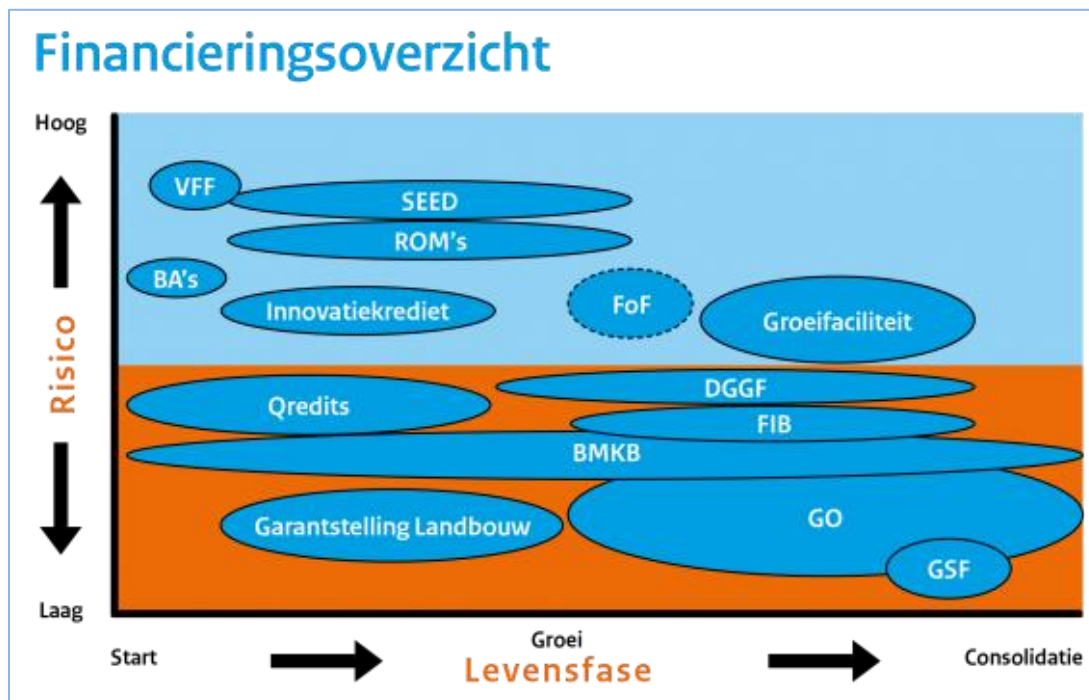 Financieringsoverzicht
Hoog
VFF
SEED
ROM's
BA's
Innovatiekrediet
FoF
Groeifaciliteit
Risico
Qredits
DGGF
FIB
BMKB
Garantstelling Landbouw
GO
GSF
Laag
Start
Groei
Levensfase
Consolidatie